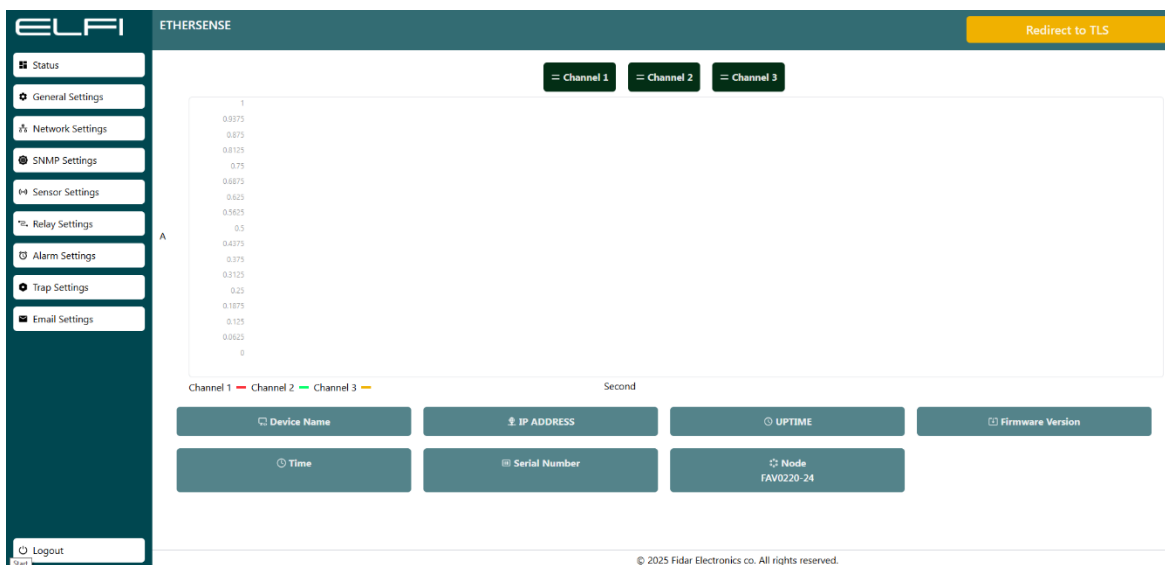 ELFI
ETHERSENSE
Redirect to TLS
Status
General Settings
Network Settings
SNMP Settings
Sensor Settings
Relay Settings
Alarm Settings
Trap Settings
Email Settings
Logout
Start
Channel 1
Channel 2
Channel 3
1
0.9375
0.875
0.8125
0.75
0.6875
0.625
0.5625
0.5
0.4375
0.375
0.3125
0.25
0.1875
0.125
0.0625
0
A
Channel 1 Channel 2 Channel 3
Second
Device Name
IP ADDRESS
UPTIME
Firmware Version
Time
Serial Number
Node
FAV0220-24
© 2025 Fidar Electronics co. All rights reserved.